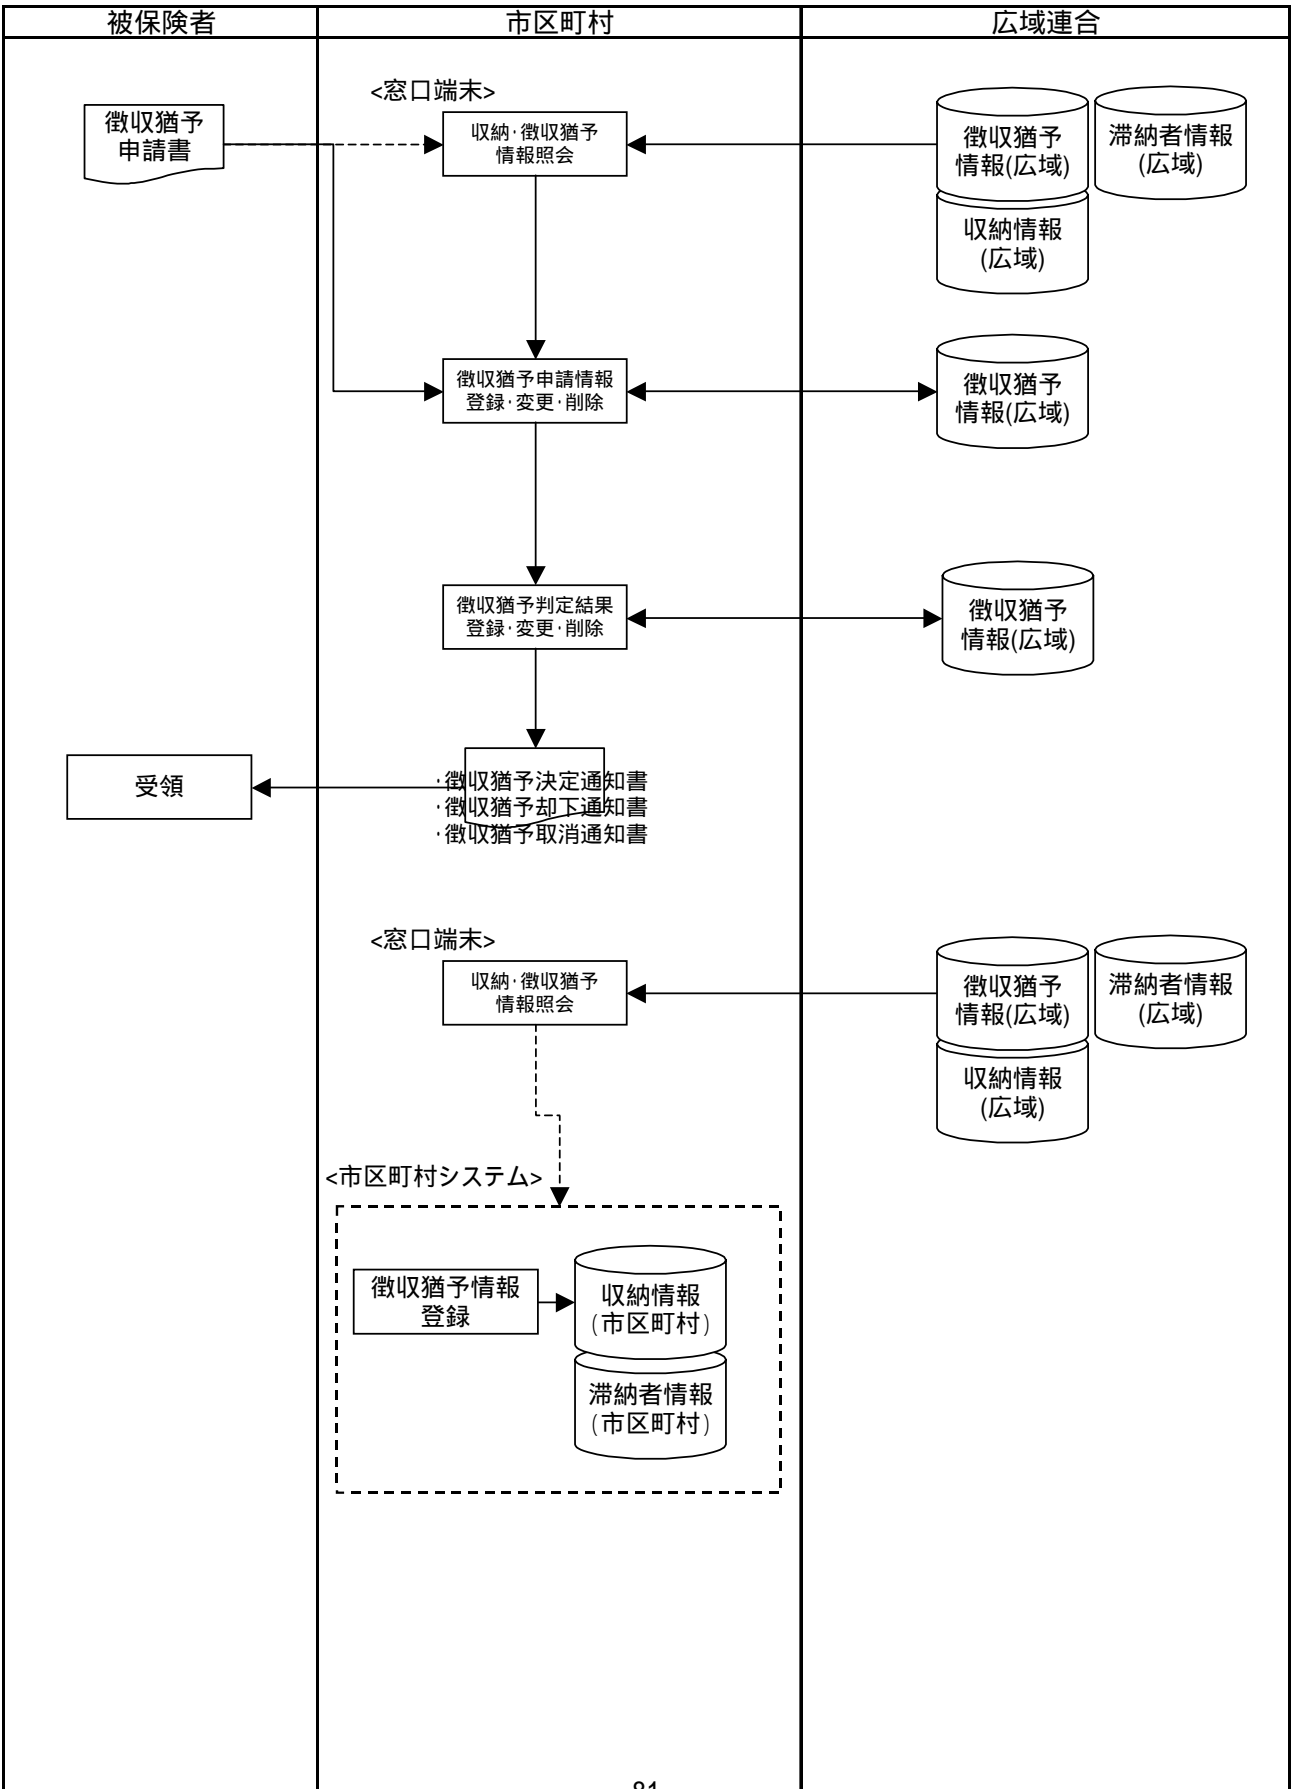 被保険者
市区町村
広域連合
<窓口端末>
徴収猶予
申請書
収納·徴収猶予
情報照会
徴収猶予
情報(広域)
滞納者情報
(広域)
収納情報
(広域)
徴収猶予申請情報
登録·変更·削除
徴収猶予
情報(広域)
徴収猶予判定結果
登録·変更·削除
徴収猶予
情報(広域)
受領
·徴収猶予決定通知書
·徴収猶予却下通知書
·徴収猶予取消通知書
<窓口端末>
収納·徴収猶予
情報照会
徴収猶予
情報(広域)
滞納者情報
(広域)
収納情報
(広域)
<市区町村システム>
徴収猶予情報
登録
収納情報
(市区町村)
滞納者情報
(市区町村)
81